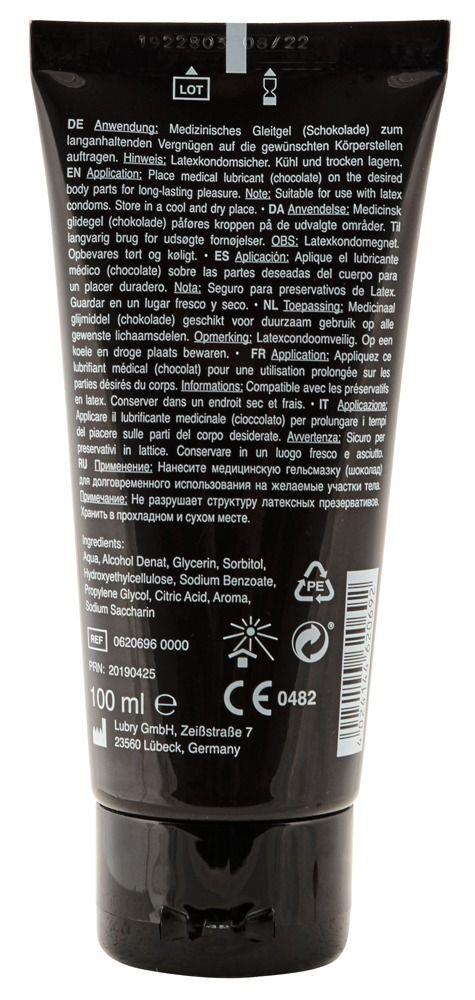 1922803 08/22
LOT
DE Anwendung: Medizinisches Gleitgel (Schokolade) zum
langanhaltenden Vergnügen auf die gewünschten Körperstellen
auftragen. Hinweis: Latexkondomsicher. Kühl und trocken lagern.
EN Application: Place medical lubricant (chocolate) on the desired
body parts for long-lasting pleasure. Note: Suitable for use with latex
condoms. Store in a cool and dry place. • DA Anvendelse: Medicinsk
glidegel (chokolade) påføres kroppen på de udvalgte områder. Til
langvarig brug for udsøgte fornøjelser. OBS: Latexkondomegnet.
Opbevares tørt og køligt. • ES Aplicación: Aplique el lubricante
médico (chocolate) sobre las partes deseadas del cuerpo para
un placer duradero. Nota: Seguro para preservativos de Latex.
Guardar en un lugar fresco y seco. • NL Toepassing: Medicinaal
glijmiddel (chokolade) geschikt voor duurzaam gebruik op alle
gewenste lichaamsdelen. Opmerking: Latexcondoomveilig. Op een
koele en droge plaats bewaren. • FR Application: Appliquez ce
lubrifiant médical (chocolat) pour une utilisation prolongée sur les
parties désirés du corps. Informations: Compatible avec les préservatifs
en latex. Conserver dans un endroit sec et frais. • IT Applicazione:
Applicare il lubrificante medicinale (cioccolato) per prolungare i tempi
del piacere sulle parti del corpo desiderate. Avvertenza: Sicuro per
preservativi in lattice. Conservare in un luogo fresco e asciutto.
RU Применение: Нанесите медицинскую гельсмазку (шоколад)
для долговременного использования на желаемые участки тела.
Примечание: Не разрушает структуру латексных презервативов.
Хранить в прохладном и сухом месте.
Ingredients:
Aqua, Alcohol Denat, Glycerin, Sorbitol,
Hydroxyethylcellulose, Sodium Benzoate,
Propylene Glycol, Citric Acid, Aroma,
Sodium Saccharin
PE
REF 0620696 0000
PRN: 20190425
100 ml e
CE 0482
Lubry GmbH, Zeißstraße 7
23560 Lübeck, Germany
4 024144 620692